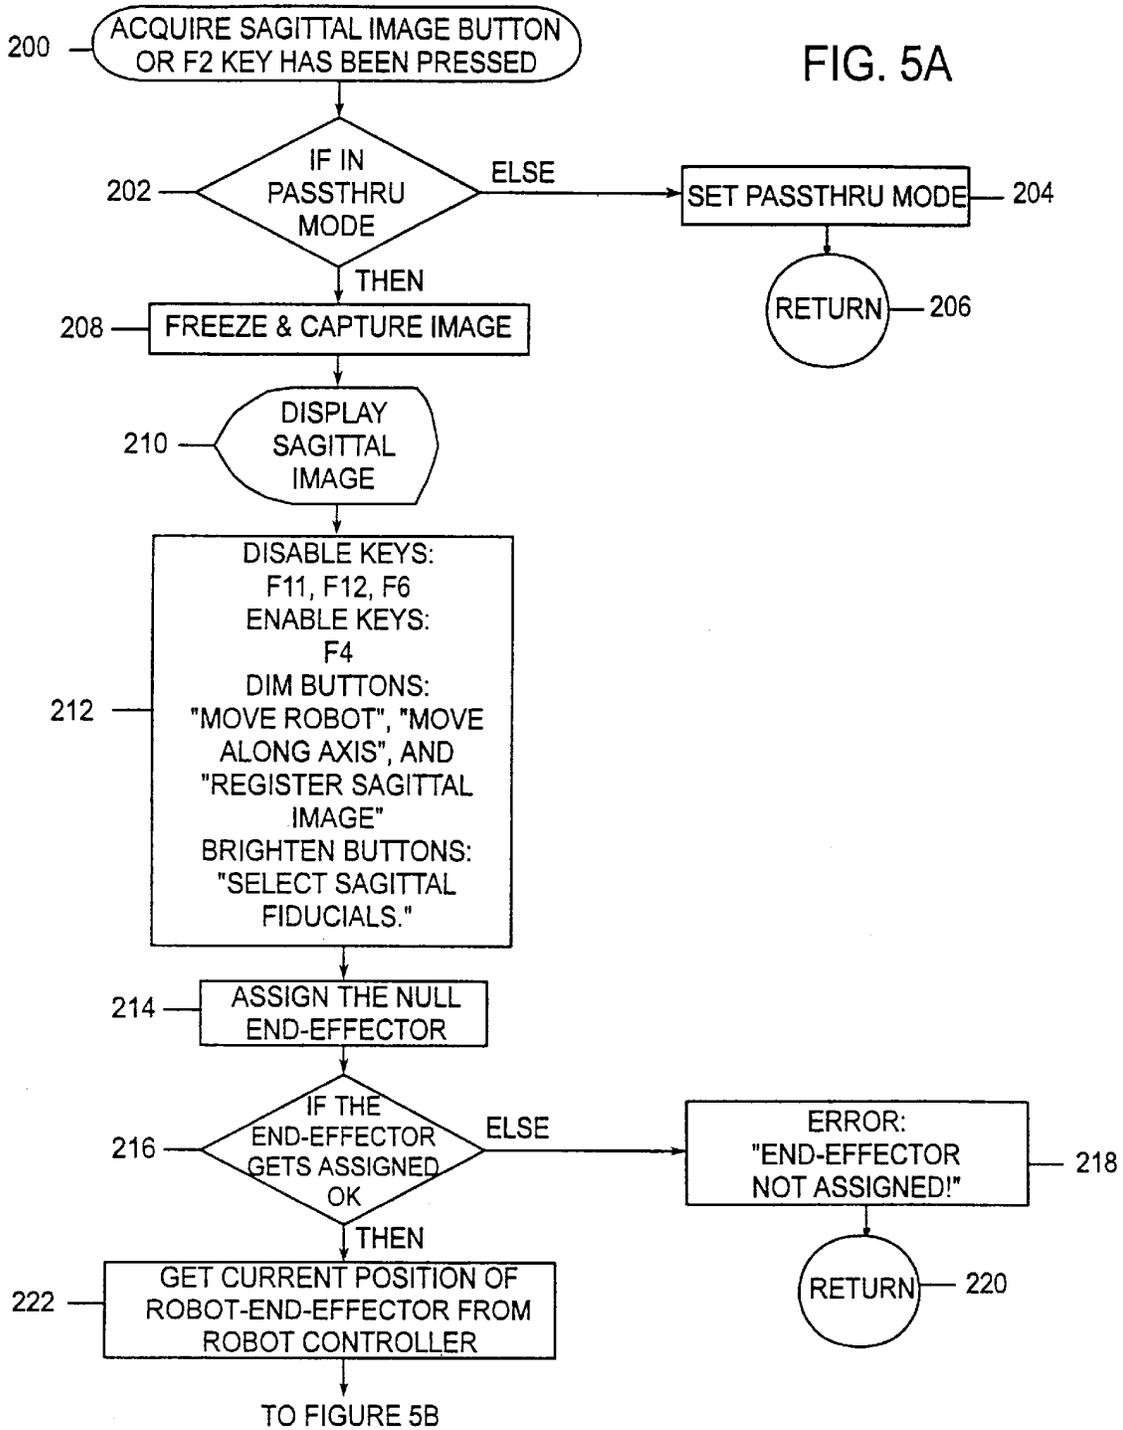 ACQUIRE SAGITTAL IMAGE BUTTON
OR F2 KEY HAS BEEN PRESSED
200
FIG. 5A
IF IN
PASSTHRU
MODE
202
ELSE
SET PASSTHRU MODE
204
THEN
RETURN
206
208
FREEZE & CAPTURE IMAGE
DISPLAY
SAGITTAL
IMAGE
210
DISABLE KEYS:
F11, F12, F6
ENABLE KEYS:
F4
DIM BUTTONS:
"MOVE ROBOT", "MOVE
ALONG AXIS", AND
"REGISTER SAGITTAL
IMAGE"
BRIGHTEN BUTTONS:
"SELECT SAGITTAL
FIDUCIALS."
212
214
ASSIGN THE NULL
END-EFFECTOR
IF THE
END-EFFECTOR
GETS ASSIGNED
OK
216
ELSE
ERROR:
"END-EFFECTOR
NOT ASSIGNED!"
218
THEN
RETURN
220
222
GET CURRENT POSITION OF
ROBOT-END-EFFECTOR FROM
ROBOT CONTROLLER
TO FIGURE 5B